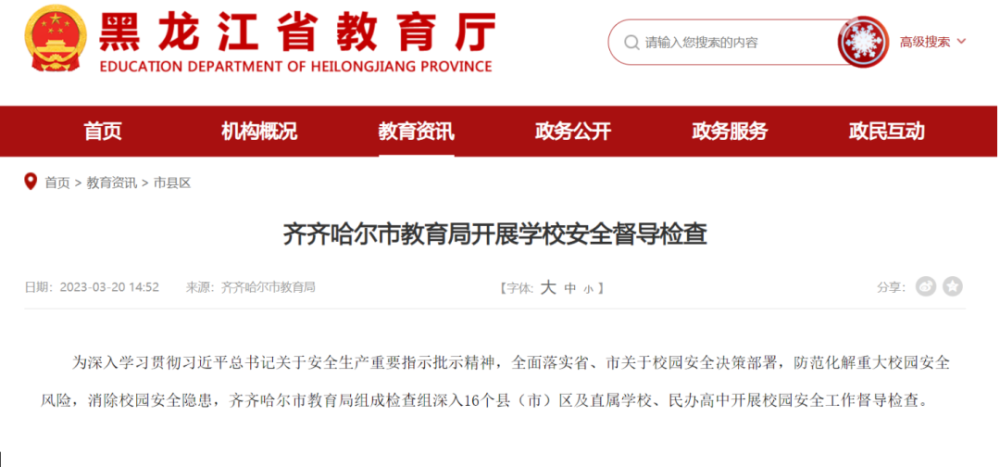 黑龙江省教育厅
EDUCATION DEPARTMENT OF HEILONGJIANG PROVINCE
请输入您搜索的内容
高级搜索
首页 机构概况 教育资讯 政务公开 政务服务 政民互动
首页 > 教育资讯 > 市县区
齐齐哈尔市教育局开展学校安全督导检查
日期：2023-03-20 14:52 来源：齐齐哈尔市教育局 【字体: 大 中 小 】 分享：
为深入学习贯彻习近平总书记关于安全生产重要指示批示精神，全面落实省、市关于校园安全决策部署，防范化解重大校园安全
风险，消除校园安全隐患，齐齐哈尔市教育局组成检查组深入16个县（市）区及直属学校、民办高中开展校园安全工作督导检查。